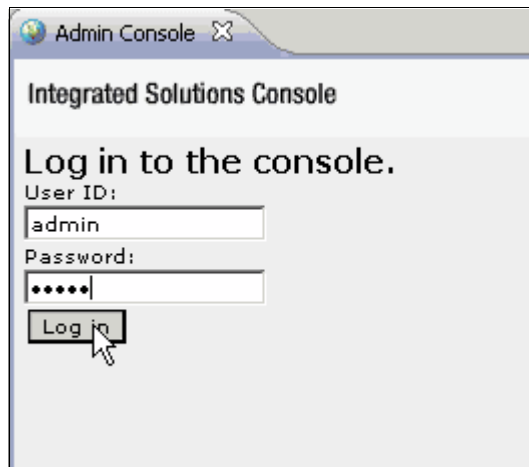 Admin Console
Integrated Solutions Console
Log in to the console.
User ID:
admin
Password:
•••••
Log in